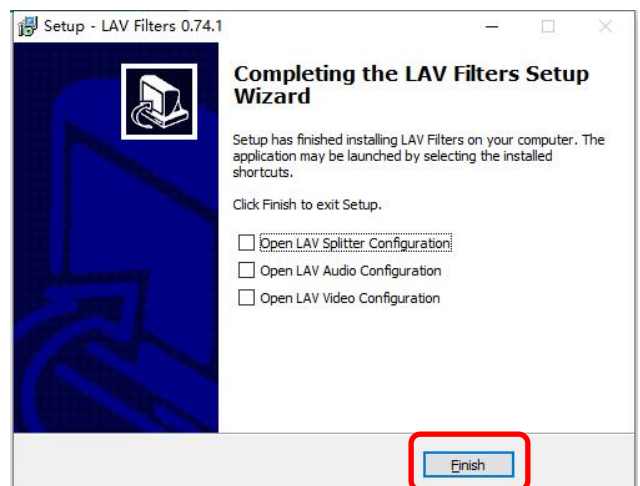 Setup - LAV Filters 0.74.1
Completing the LAV Filters Setup
Wizard
Setup has finished installing LAV Filters on your computer. The
application may be launched by selecting the installed
shortcuts.
Click Finish to exit Setup.
Open LAV Splitter Configuration
Open LAV Audio Configuration
Open LAV Video Configuration
Finish